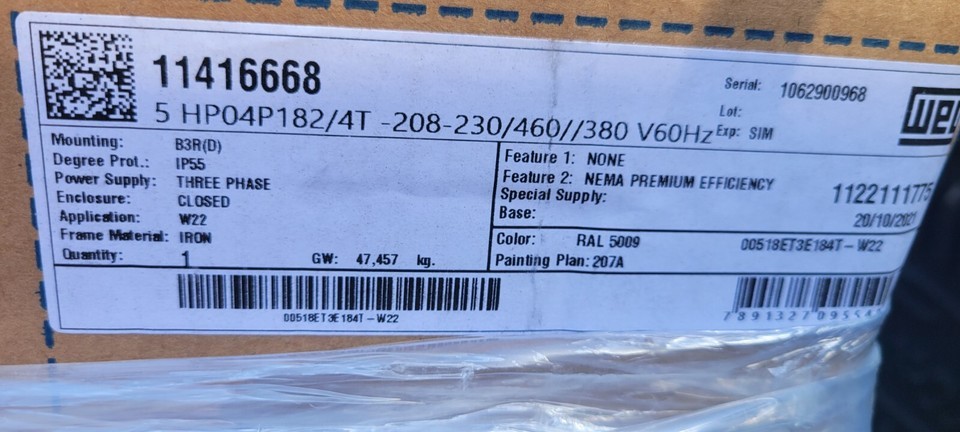 11416668
5 HP04P182/4T -208-230/460//380 V60Hz
Serial: 1062900968
Lot:
Exp: SIM
Mounting: B3R(D)
Degree Prot.: IP55
Power Supply: THREE PHASE
Enclosure: CLOSED
Application: W22
Frame Material: IRON
Quantity: 1 GW: 47,457 kg.
Feature 1: NONE
Feature 2: NEMA PREMIUM EFFICIENCY
Special Supply:
Base:
1122111775
20/10/2021
Color: RAL 5009
Painting Plan: 207A
00518ET3E184T-W22
00518ET3E184T-W22